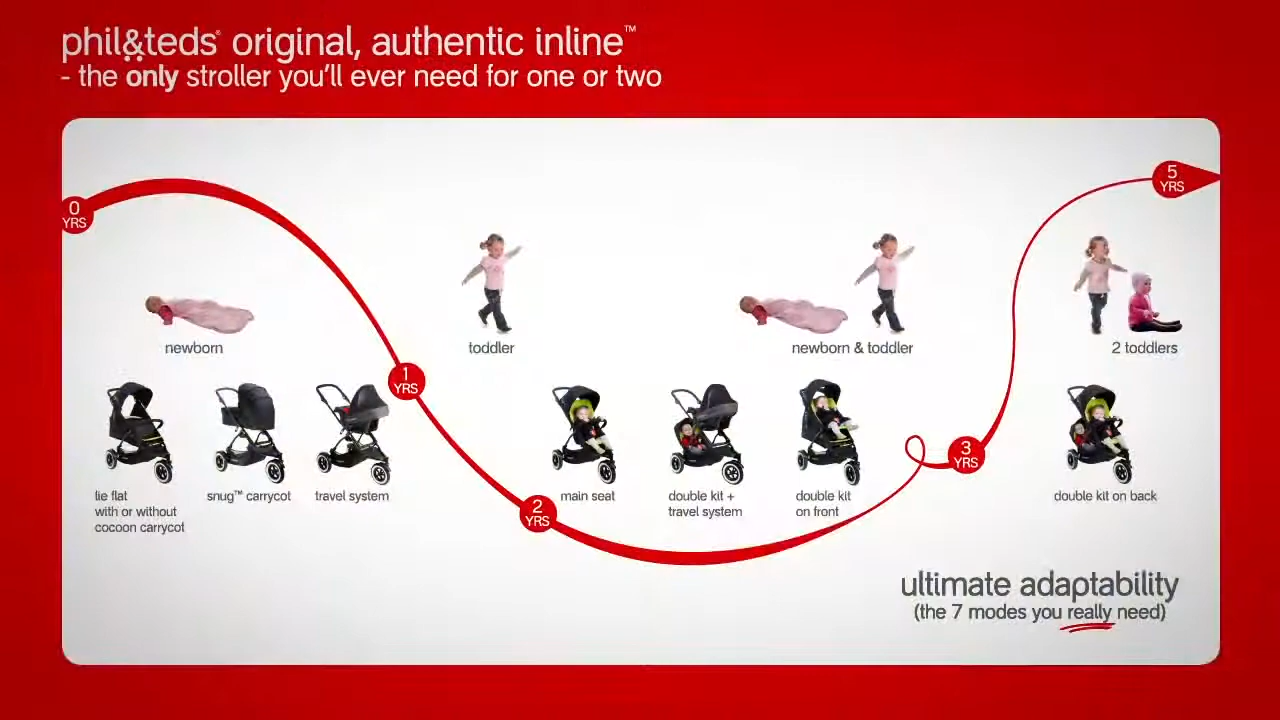 phil&teds® original, authentic inline™
- the only stroller you'll ever need for one or two
0
YRS
5
YRS
newborn
toddler
newborn & toddler
2 toddlers
1
YRS
3
YRS
lie flat
with or without
cocoon carrycot
snug™ carrycot
travel system
main seat
double kit +
travel system
double kit
on front
double kit on back
2
YRS
ultimate adaptability
(the 7 modes you really need)